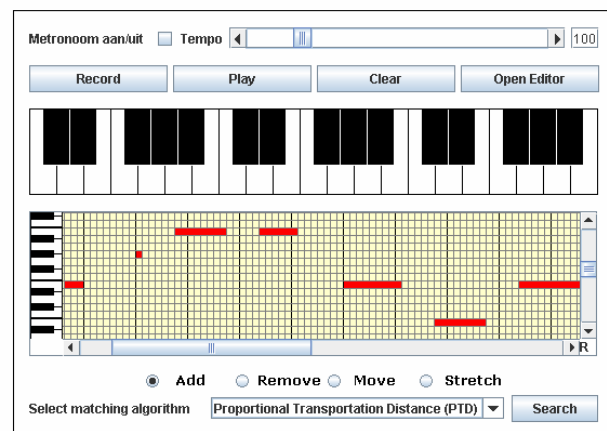 Metronoom aan/uit Tempo 100
Record Play Clear Open Editor
R
Add Remove Move Stretch
Select matching algorithm Proportional Transportation Distance (PTD) Search